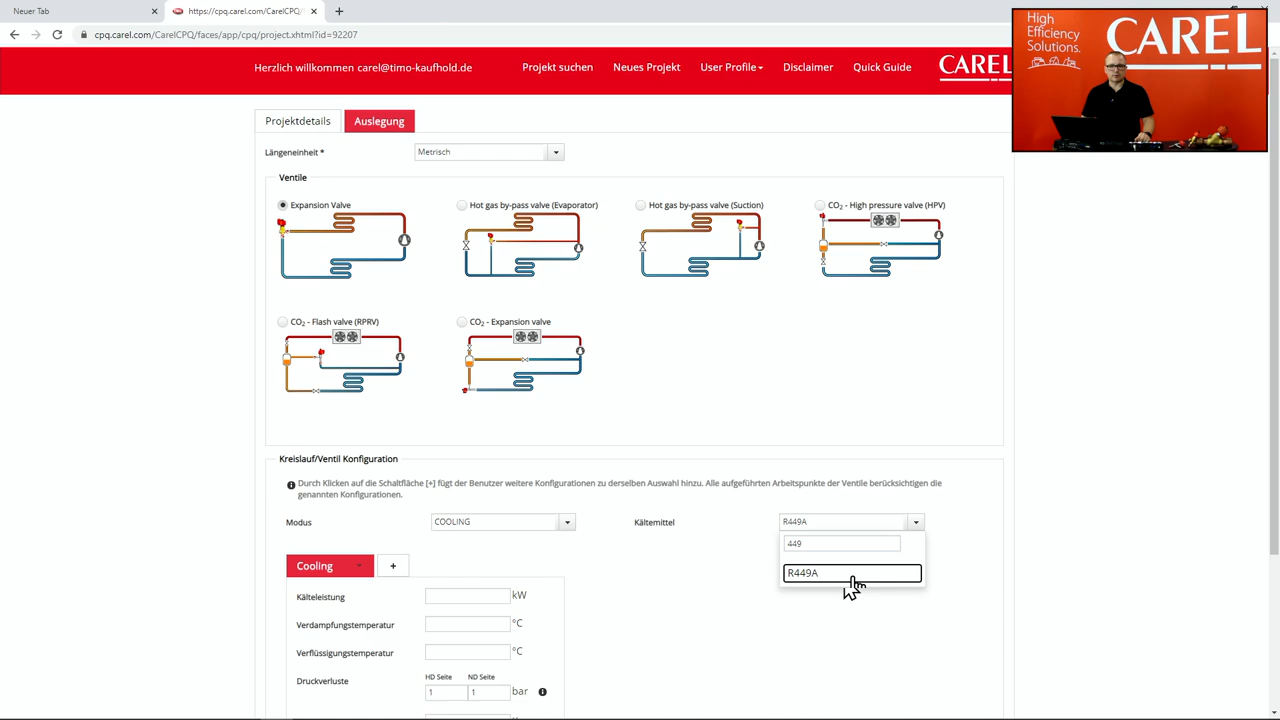 Neuer Tab
https://cpq.carel.com/CarelCPQ/
cpq.carel.com/CarelCPQ/faces/app/cpq/project.xhtml?id=92207
High
Efficiency
Solutions.
CAREL
Herzlich willkommen carel@timo-kaufhold.de
Projekt suchen
Neues Projekt
User Profile
Disclaimer
Quick Guide
CAREL
Projektdetails
Auslegung
Längeneinheit *
Metrisch
Ventile
Expansion Valve
Hot gas by-pass valve (Evaporator)
Hot gas by-pass valve (Suction)
CO₂ - High pressure valve (HPV)
CO₂ - Flash valve (RPRV)
CO₂ - Expansion valve
Kreislauf/Ventil Konfiguration
Durch Klicken auf die Schaltfläche [+] fügt der Benutzer weitere Konfigurationen zu derselben Auswahl hinzu. Alle aufgeführten Arbeitspunkte der Ventile berücksichtigen die
genannten Konfigurationen.
Modus
COOLING
Kältemittel
R449A
449
R449A
Cooling
+
Kälteleistung
kW
Verdampfungstemperatur
°C
Verflüssigungstemperatur
°C
HD Seite
ND Seite
Druckverluste
1
1
bar